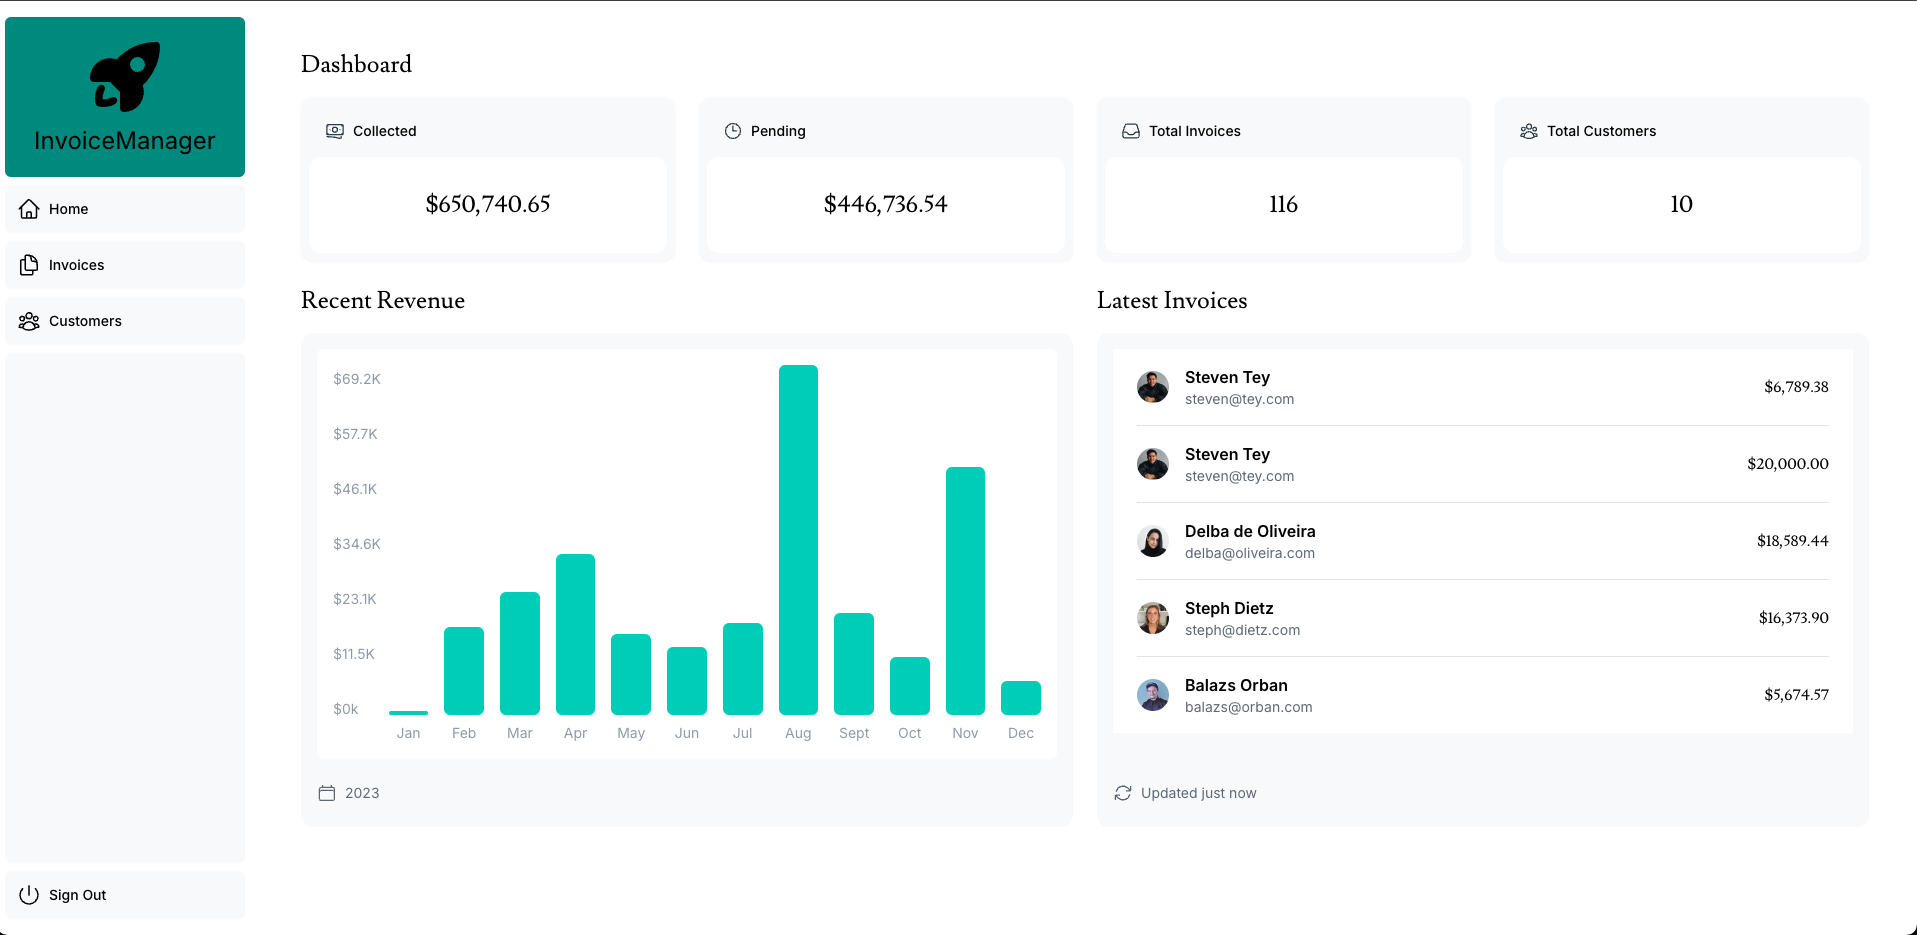 InvoiceManager
Home
Invoices
Customers
Sign Out
Dashboard
Collected
$650,740.65
Pending
$446,736.54
Total Invoices
116
Total Customers
10
Recent Revenue
$69.2K
$57.7K
$46.1K
$34.6K
$23.1K
$11.5K
$0k
Jan Feb Mar Apr May Jun Jul Aug Sept Oct Nov Dec
2023
Latest Invoices
Steven Tey
steven@tey.com
$6,789.38
Steven Tey
steven@tey.com
$20,000.00
Delba de Oliveira
delba@oliveira.com
$18,589.44
Steph Dietz
steph@dietz.com
$16,373.90
Balazs Orban
balazs@orban.com
$5,674.57
Updated just now